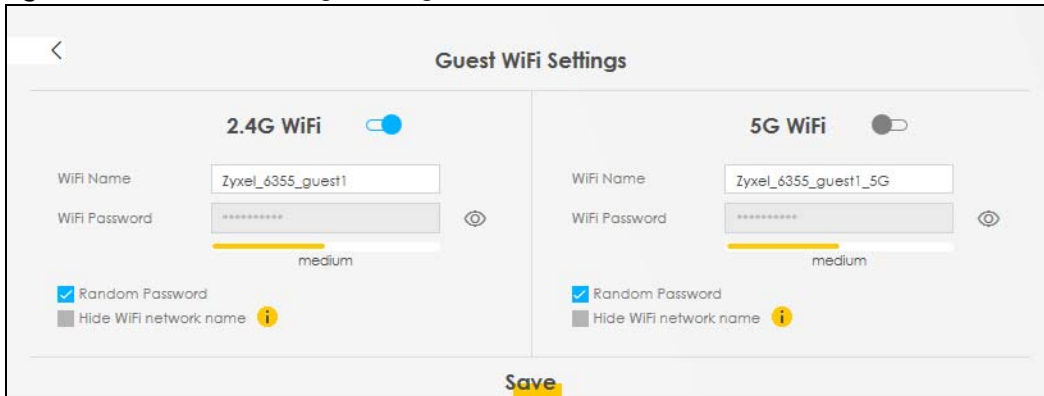 Guest WiFi Settings
2.4G WiFi
WiFi Name
Zyxel_6355_guest1
WiFi Password
**********
medium
Random Password
Hide WiFi network name
i
5G WiFi
WiFi Name
Zyxel_6355_guest1_5G
WiFi Password
**********
medium
Random Password
Hide WiFi network name
i
Save